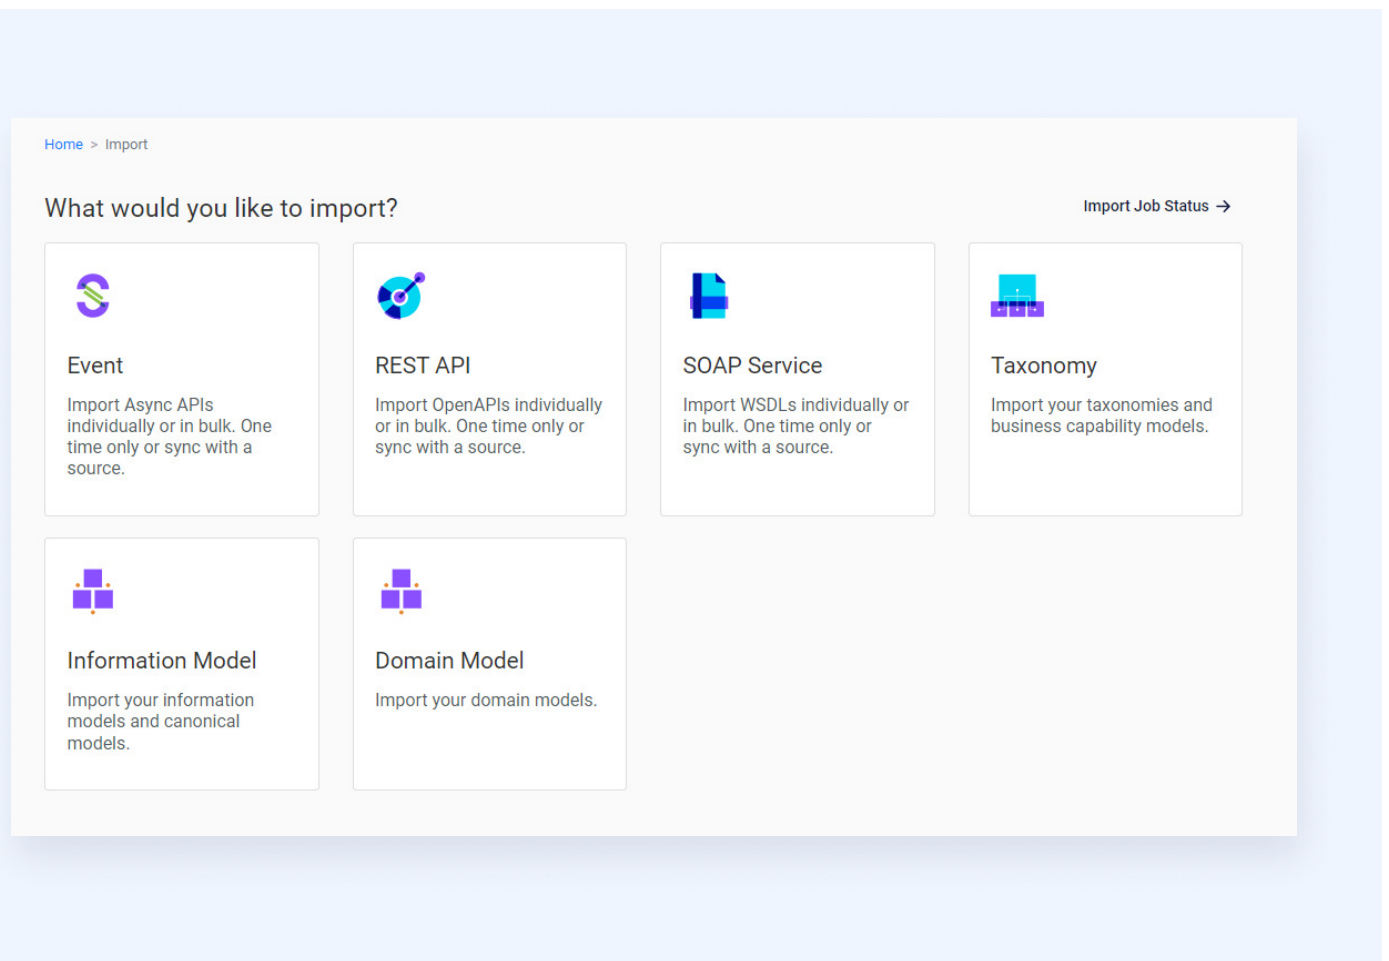 Home > Import
What would you like to import?
Import Job Status →
Event
Import Async APIs
individually or in bulk. One
time only or sync with a
source.
REST API
Import OpenAPIs individually
or in bulk. One time only or
sync with a source.
SOAP Service
Import WSDLs individually or
in bulk. One time only or
sync with a source.
Taxonomy
Import your taxonomies and
business capability models.
Information Model
Import your information
models and canonical
models.
Domain Model
Import your domain models.